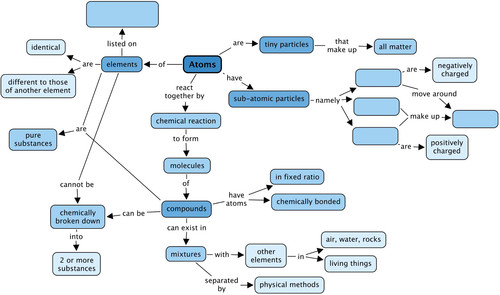 listed on
identical
are
elements
of
Atoms
are
tiny particles
that
make up
all matter
different to those
of another element
react
together by
have
sub-atomic particles
namely
are
negatively
charged
move around
make up
are
positively
charged
chemical reaction
to form
molecules
of
pure
substances
are
cannot be
chemically
broken down
can be
compounds
have
atoms
in fixed ratio
chemically bonded
into
2 or more
substances
can exist in
mixtures
with
other
elements
in
air, water, rocks
living things
separated
by
physical methods